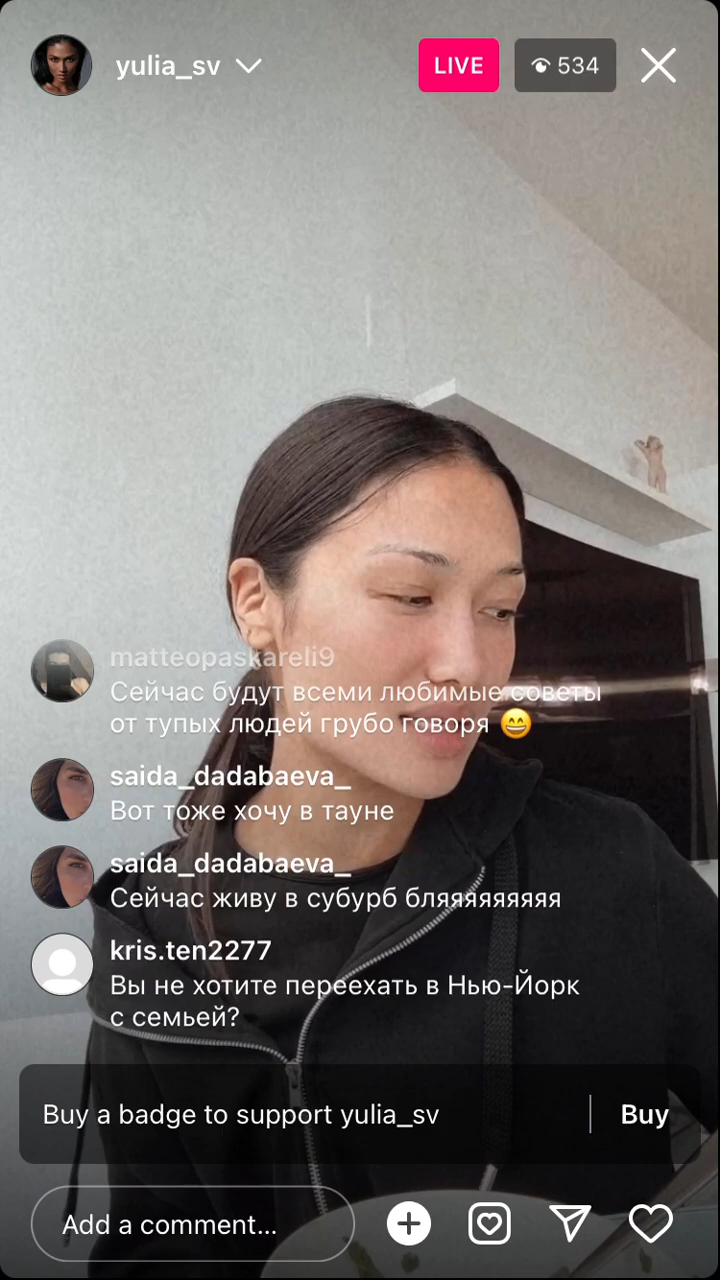 yulia_sv
LIVE
534
matteopaskareli9
Сейчас будут всеми любимые советы
от тупых людей грубо говоря 😄
saida_dadabaeva_
Вот тоже хочу в тауне
saida_dadabaeva_
Сейчас живу в субурб бляяяяяяяяя
kris.ten2277
Вы не хотите переехать в Нью-Йорк
с семьей?
Buy a badge to support yulia_sv
Buy
Add a comment...